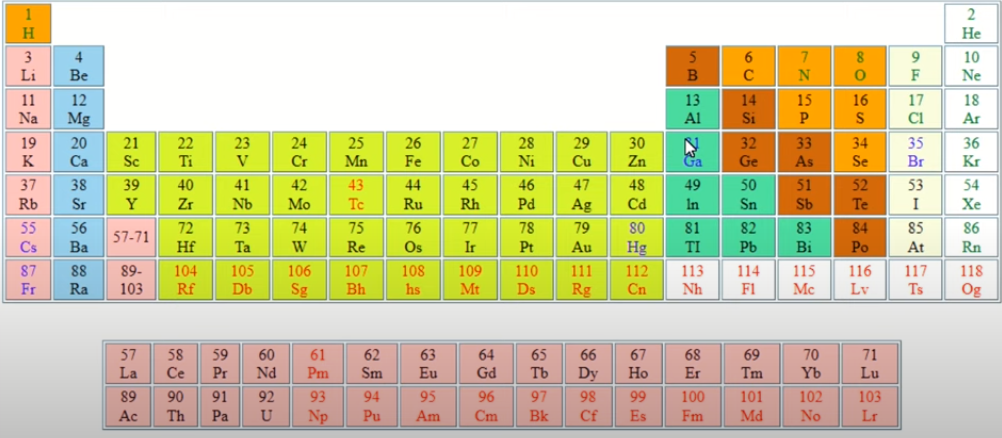 1 2
H He
3 4 5 6 7 8 9 10
Li Be B C N O F Ne
11 12 13 14 15 16 17 18
Na Mg Al Si P S Cl Ar
19 20 21 22 23 24 25 26 27 28 29 30 31 32 33 34 35 36
K Ca Sc Ti V Cr Mn Fe Co Ni Cu Zn Ga Ge As Se Br Kr
37 38 39 40 41 42 43 44 45 46 47 48 49 50 51 52 53 54
Rb Sr Y Zr Nb Mo Tc Ru Rh Pd Ag Cd In Sn Sb Te I Xe
55 56 57-71 72 73 74 75 76 77 78 79 80 81 82 83 84 85 86
Cs Ba Hf Ta W Re Os Ir Pt Au Hg TI Pb Bi Po At Rn
87 88 89- 104 105 106 107 108 109 110 111 112 113 114 115 116 117 118
Fr Ra 103 Rf Db Sg Bh hs Mt Ds Rg Cn Nh Fl Mc Lv Ts Og
57 58 59 60 61 62 63 64 65 66 67 68 69 70 71
La Ce Pr Nd Pm Sm Eu Gd Tb Dy Ho Er Tm Yb Lu
89 90 91 92 93 94 95 96 97 98 99 100 101 102 103
Ac Th Pa U Np Pu Am Cm Bk Cf Es Fm Md No Lr